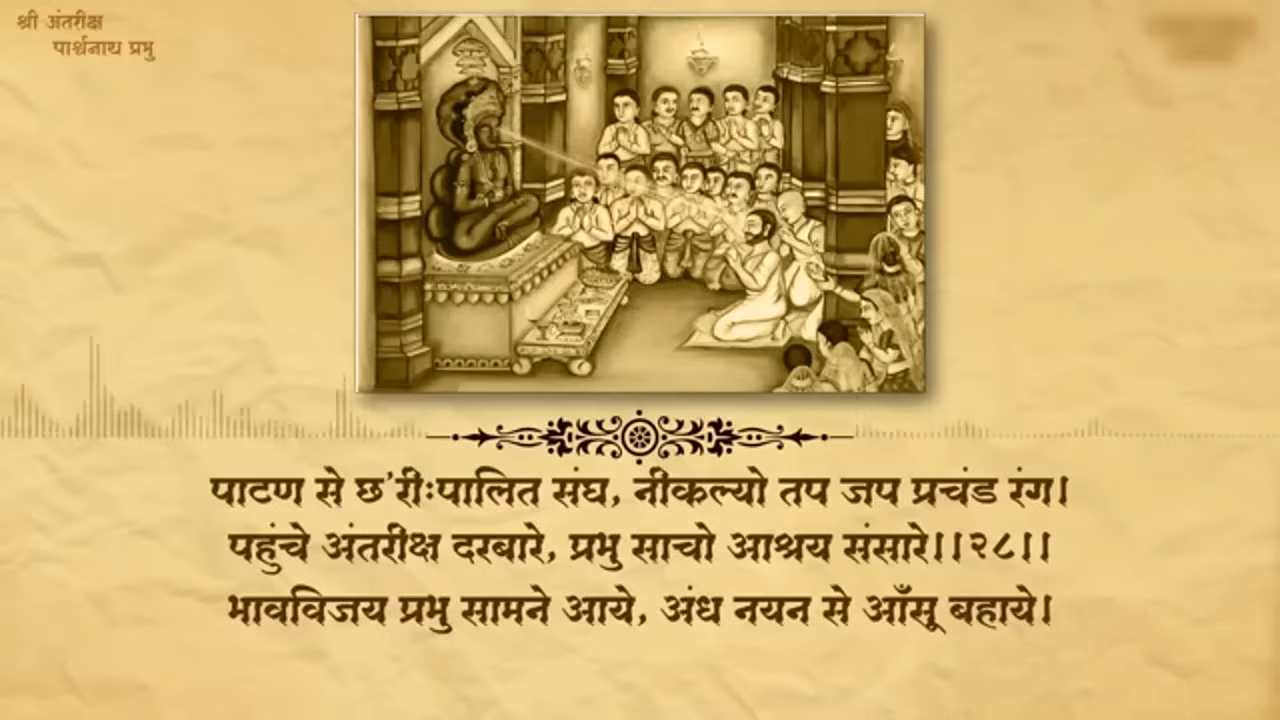 श्री अंतरीक्ष
पार्श्वनाथ प्रभु
पाटण से छ'रीःपालित संघ, नीकल्यो तप जप प्रचंड रंग।
पहुंचे अंतरीक्ष दरबारे, प्रभु साचो आश्रय संसारे।।२८।।
भावविजय प्रभु सामने आये, अंध नयन से आँसू बहाये।